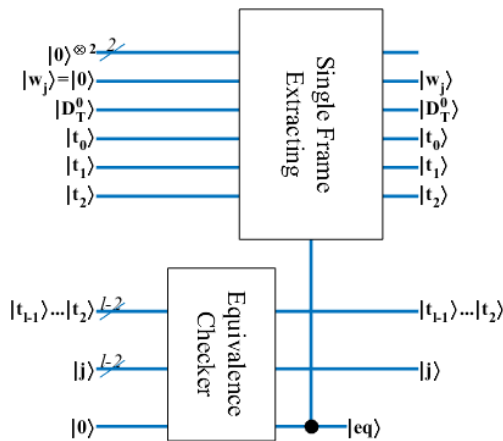 |0⟩⊗2 2
|w_j⟩=|0⟩ |w_j⟩
|D_T^0⟩ |D_T^0⟩
|t_0⟩ |t_0⟩
|t_1⟩ |t_1⟩
|t_2⟩ |t_2⟩
Single Frame
Extracting
|t_{l-1}⟩...|t_2⟩ l-2 |t_{l-1}⟩...|t_2⟩
|j⟩ l-2 |j⟩
|0⟩ |eq⟩
Equivalence
Checker